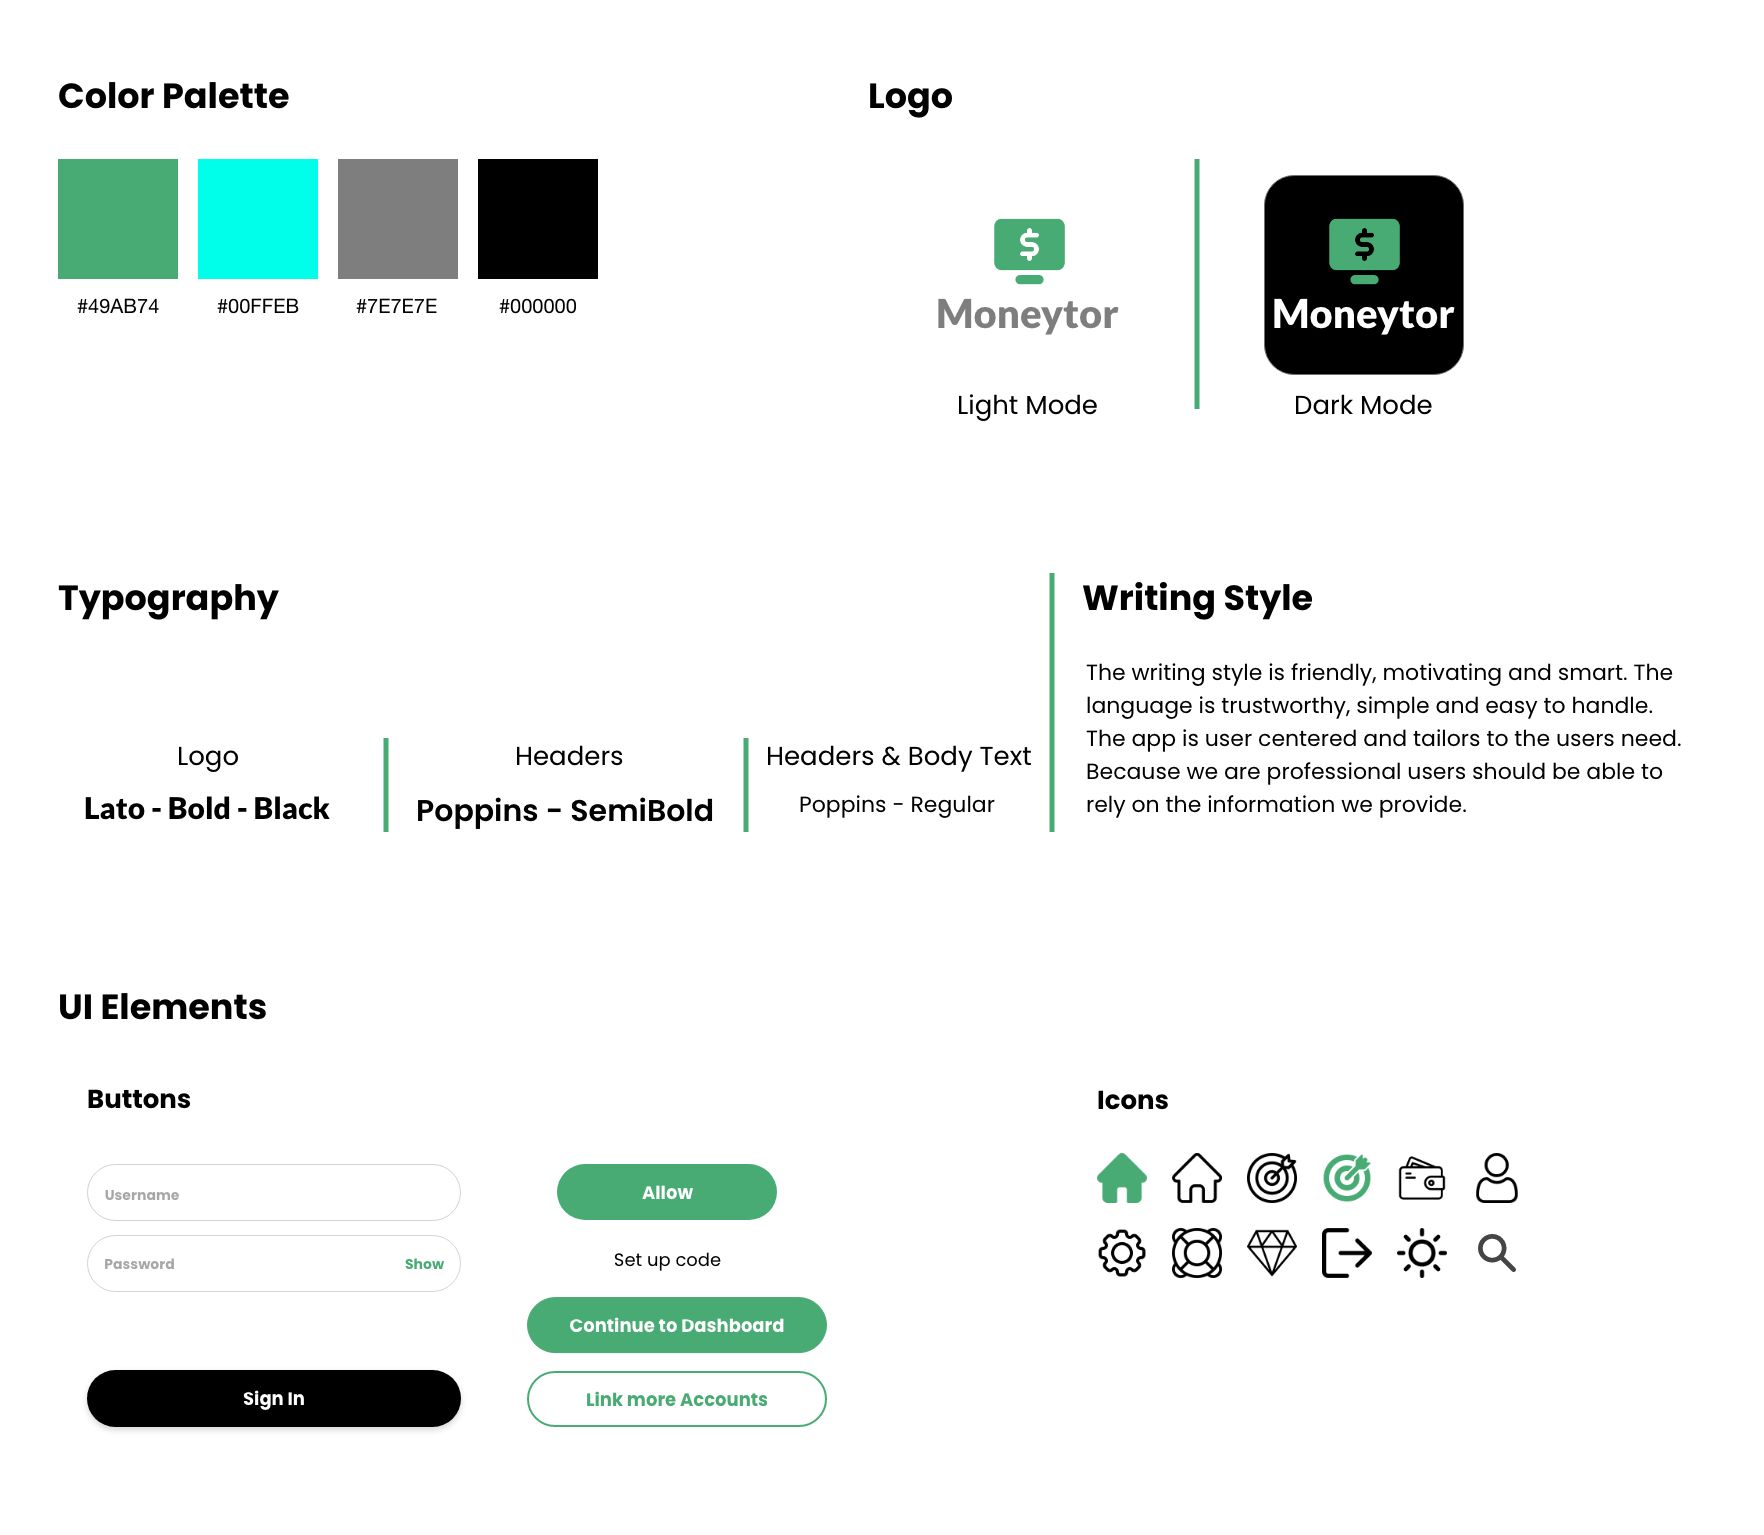 Color Palette
#49AB74
#00FFEB
#7E7E7E
#000000
Logo
$
Moneytor
Light Mode
$
Moneytor
Dark Mode
Typography
Logo
Lato - Bold - Black
Headers
Poppins - SemiBold
Headers & Body Text
Poppins - Regular
Writing Style
The writing style is friendly, motivating and smart. The
language is trustworthy, simple and easy to handle.
The app is user centered and tailors to the users need.
Because we are professional users should be able to
rely on the information we provide.
UI Elements
Buttons
Username
Password Show
Sign In
Allow
Set up code
Continue to Dashboard
Link more Accounts
Icons